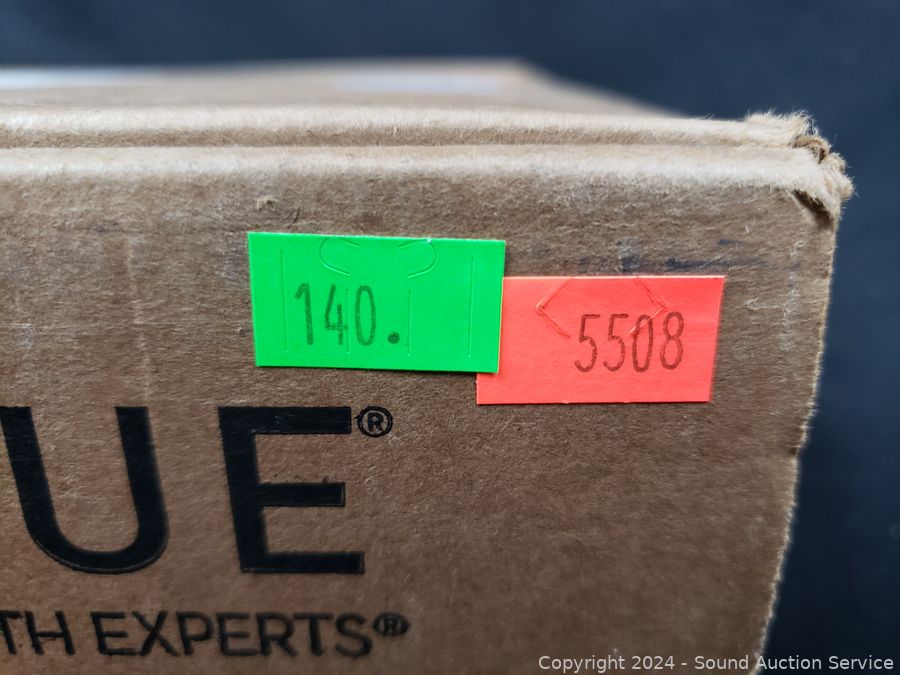 140.
5508
UE®
TH EXPERTS®
Copyright 2024 - Sound Auction Service